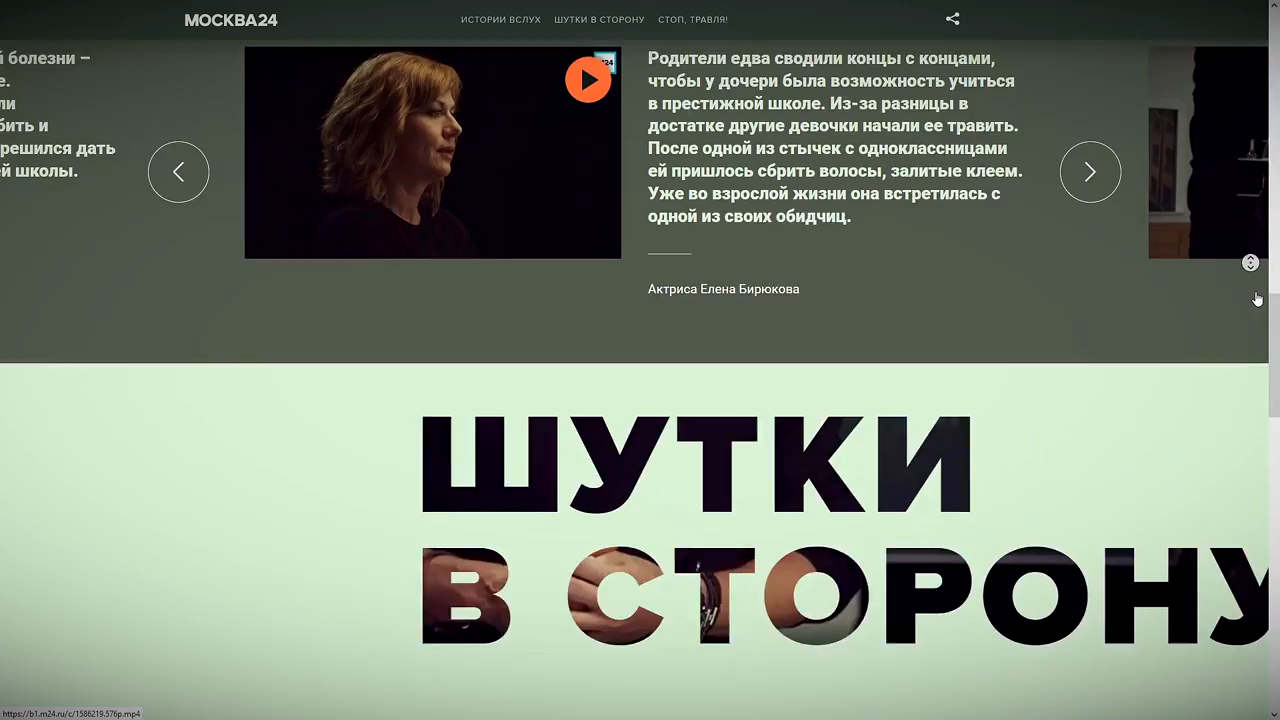 МОСКВА24
ИСТОРИИ ВСЛУХ ШУТКИ В СТОРОНУ СТОП, ТРАВЛЯ!
й болезни –
е.
ли
бить и
решился дать
ей школы.
Родители едва сводили концы с концами,
чтобы у дочери была возможность учиться
в престижной школе. Из-за разницы в
достатке другие девочки начали ее травить.
После одной из стычек с одноклассницами
ей пришлось сбрить волосы, залитые клеем.
Уже во взрослой жизни она встретилась с
одной из своих обидчиц.
Актриса Елена Бирюкова
ШУТКИ
В СТОРОНУ
https://b1.m24.ru/c/1586219.576p.mp4